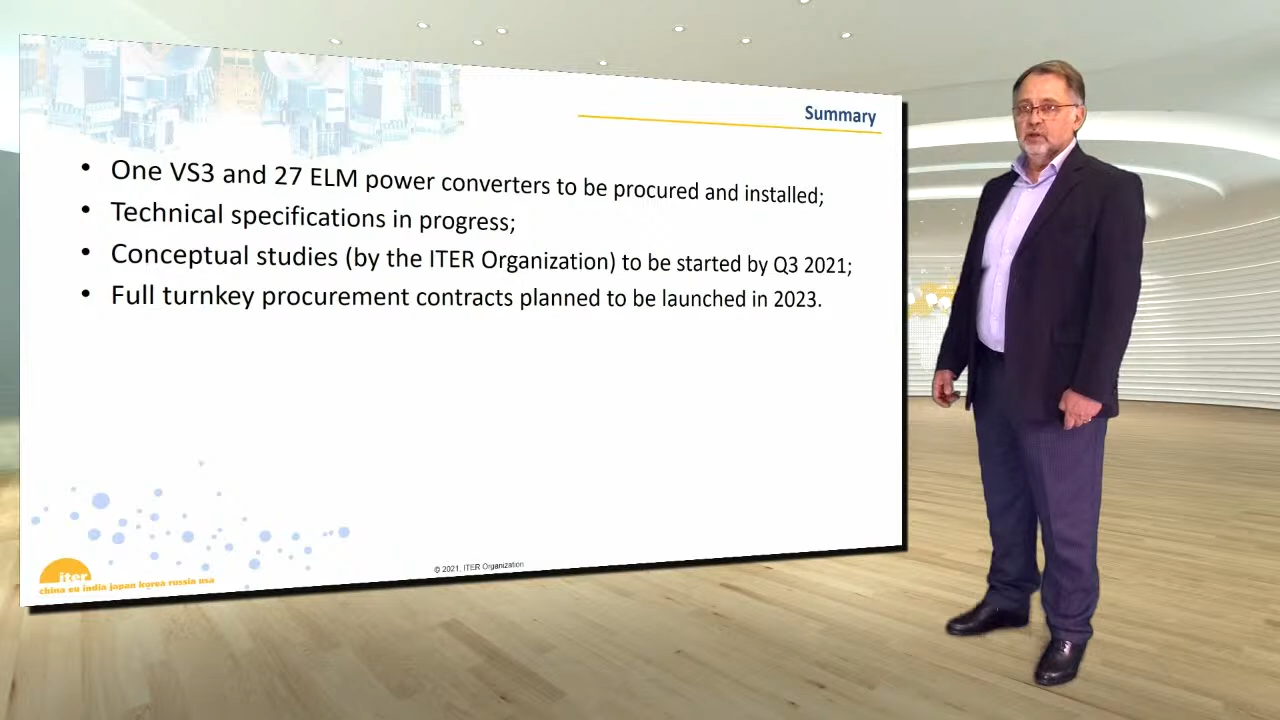 Summary
• One VS3 and 27 ELM power converters to be procured and installed;
• Technical specifications in progress;
• Conceptual studies (by the ITER Organization) to be started by Q3 2021;
• Full turnkey procurement contracts planned to be launched in 2023.
iter
china eu india japan korea russia usa
© 2021, ITER Organization